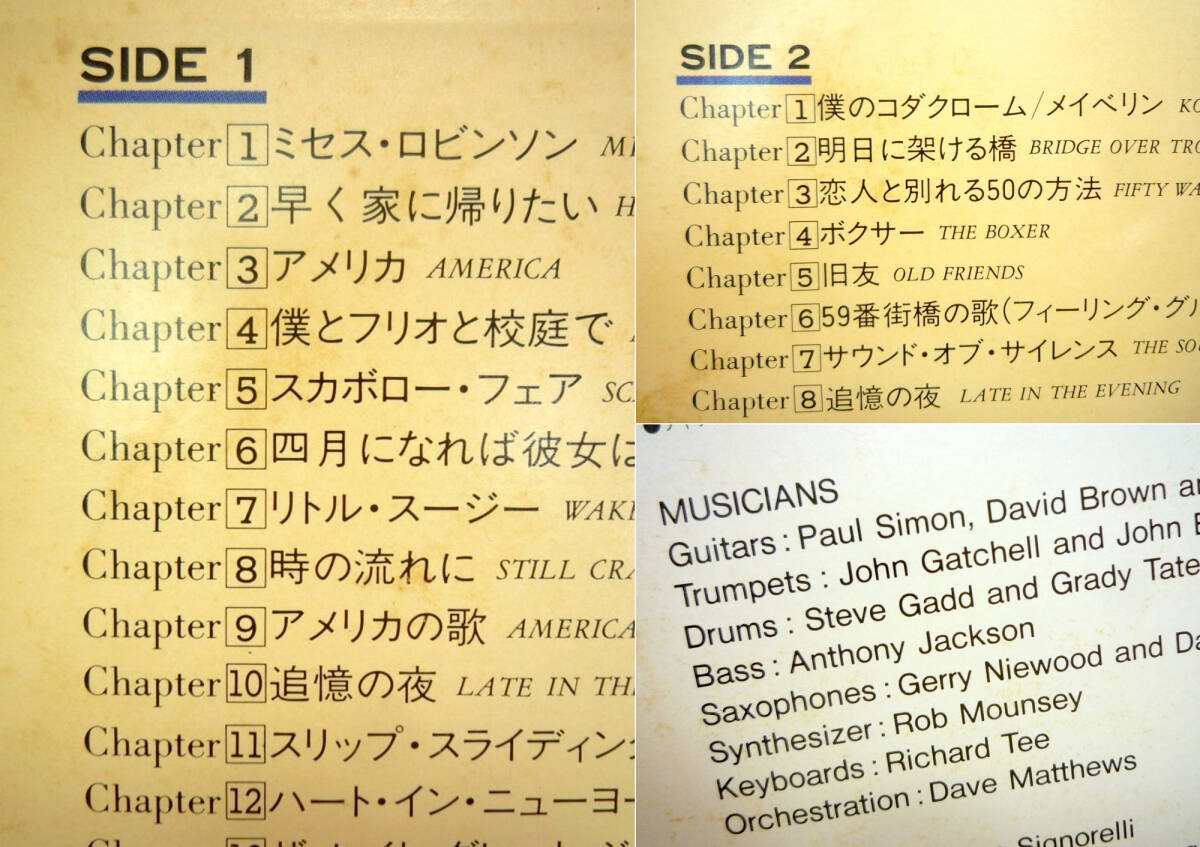 SIDE 1
Chapter 1 ミセス・ロビンソン
Chapter 2 早く家に帰りたい
Chapter 3 アメリカ AMERICA
Chapter 4 僕とフリオと校庭で
Chapter 5 スカボロー・フェア
Chapter 6 四月になれば彼女は
Chapter 7 リトル・スージー WAKE
Chapter 8 時の流れに STILL CRA
Chapter 9 アメリカの歌 AMERICA
Chapter 10 追憶の夜 LATE IN TH
Chapter 11 スリップ・スライディン
Chapter 12 ハート・イン・ニューヨー
SIDE 2
Chapter 1 僕のコダクローム/メイベリン KO
Chapter 2 明日に架ける橋 BRIDGE OVER TRO
Chapter 3 恋人と別れる50の方法 FIFTY WA
Chapter 4 ボクサー THE BOXER
Chapter 5 旧友 OLD FRIENDS
Chapter 6 59番街橋の歌(フィーリング・グル
Chapter 7 サウンド・オブ・サイレンス THE SOU
Chapter 8 追憶の夜 LATE IN THE EVENING
MUSICIANS
Guitars : Paul Simon, David Brown an
Trumpets : John Gatchell and John
Drums : Steve Gadd and Grady Tate
Bass : Anthony Jackson
Saxophones : Gerry Niewood and Da
Synthesizer : Rob Mounsey
Keyboards : Richard Tee
Orchestration : Dave Matthews
Signorelli